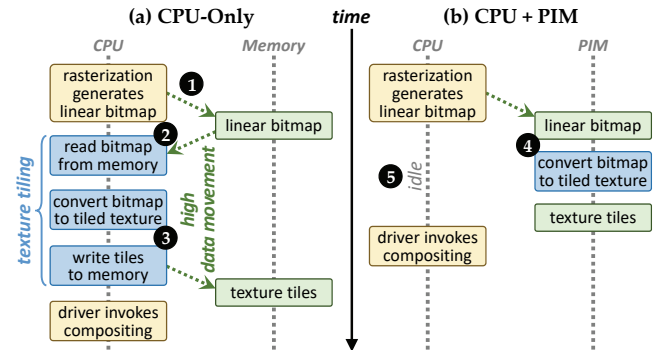 (a) CPU-Only
time
(b) CPU + PIM
CPU
Memory
CPU
PIM
rasterization
generates
linear bitmap
1
linear bitmap
2
read bitmap
from memory
texture tiling
convert bitmap
to tiled texture
high
data movement
3
write tiles
to memory
texture tiles
driver invokes
compositing
rasterization
generates
linear bitmap
linear bitmap
4
convert bitmap
to tiled texture
5
idle
texture tiles
driver invokes
compositing